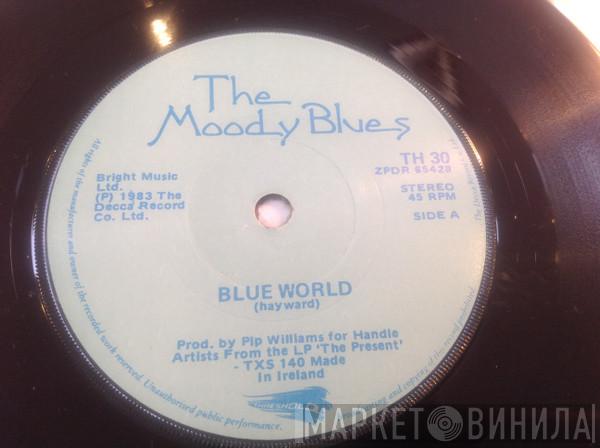 The
Moody Blues
Bright Music
Ltd.
(P) 1983 The
Decca Record
Co. Ltd.
TH 30
ZPDR 65429
STEREO
45 RPM
SIDE A
BLUE WORLD
(hayward)
Prod. by Pip Williams for Handle
Artists From the LP 'The Present'
- TXS 140 Made
in Ireland
THRESHOLD
All rights of the manufacturer and owner of the recorded work reserved. Unauthorised public performance,
МАРКЕТ ВИНИЛА